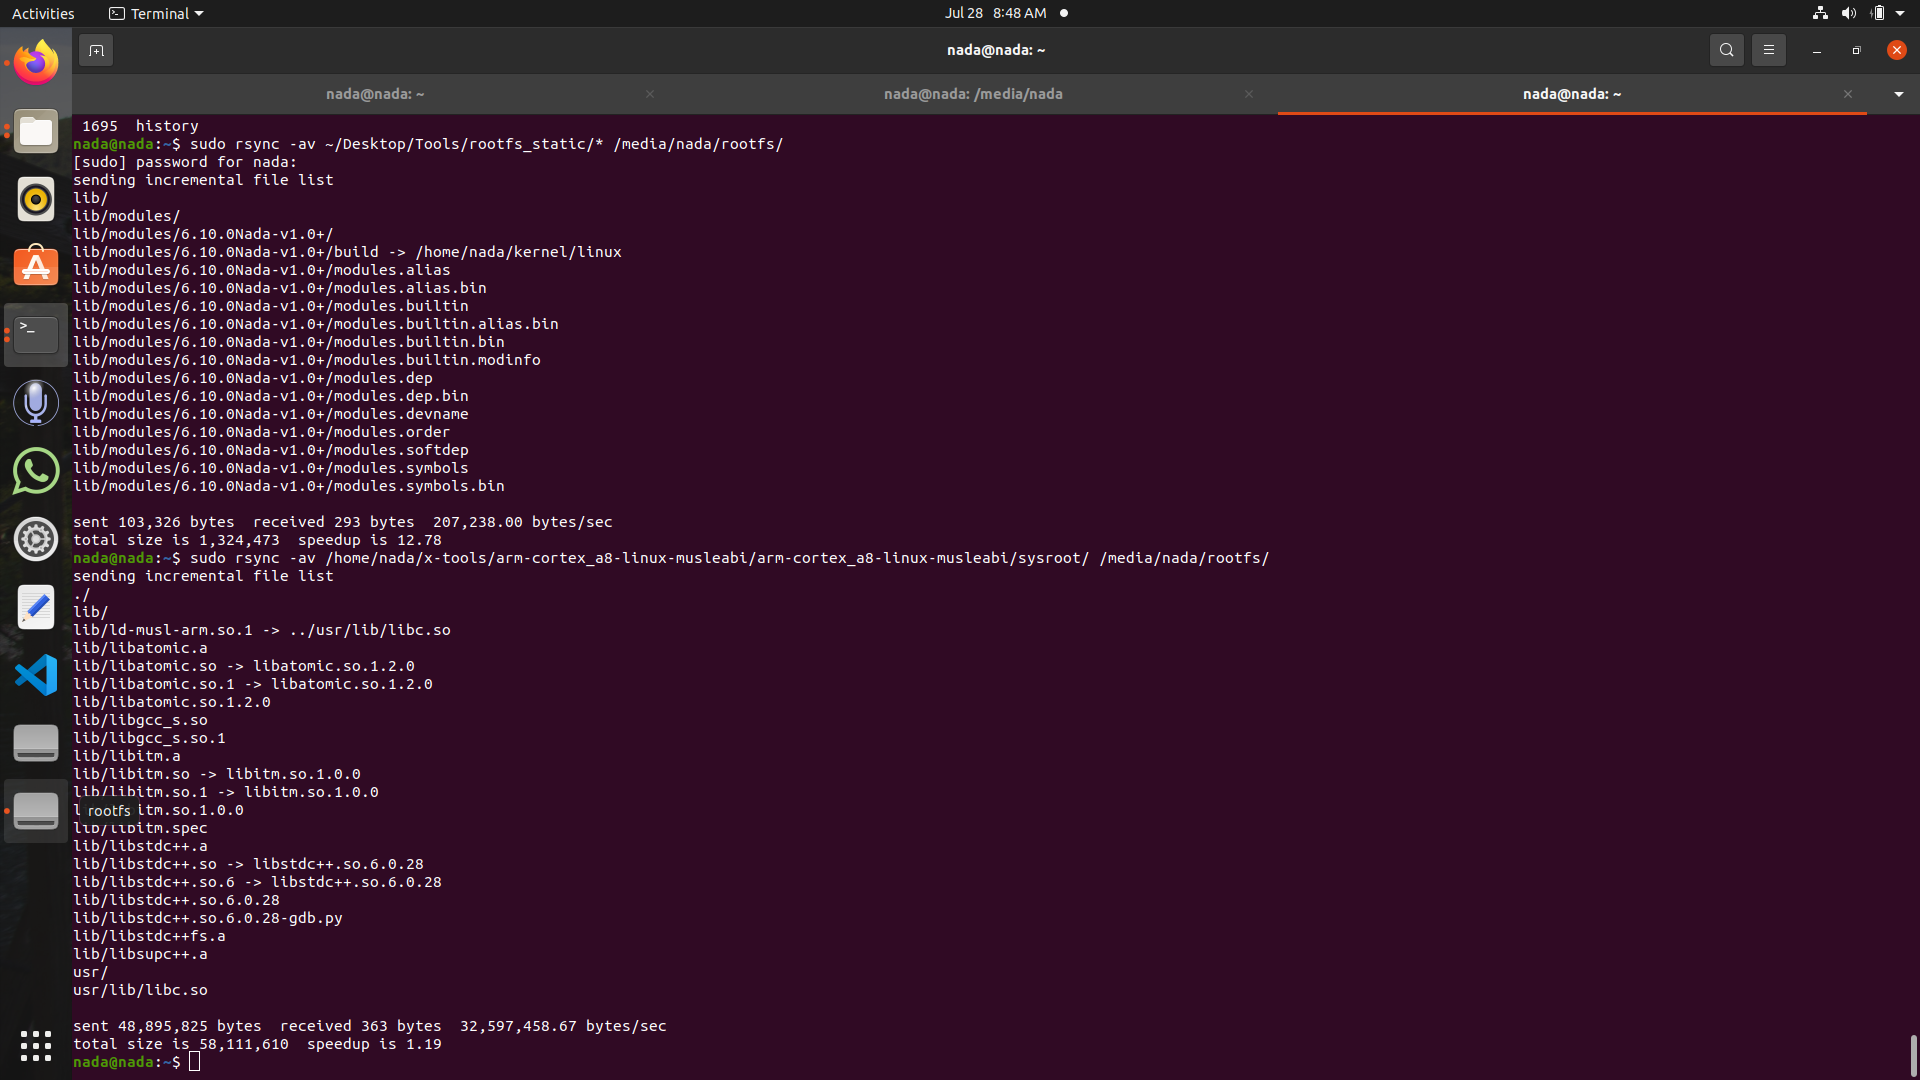 Activities
Terminal
Jul 28 8:48 AM
nada@nada: ~
nada@nada: ~
nada@nada: /media/nada
nada@nada: ~
1695 history
nada@nada:~$ sudo rsync -av ~/Desktop/Tools/rootfs_static/* /media/nada/rootfs/
[sudo] password for nada:
sending incremental file list
lib/
lib/modules/
lib/modules/6.10.0Nada-v1.0+/
lib/modules/6.10.0Nada-v1.0+/build -> /home/nada/kernel/linux
lib/modules/6.10.0Nada-v1.0+/modules.alias
lib/modules/6.10.0Nada-v1.0+/modules.alias.bin
lib/modules/6.10.0Nada-v1.0+/modules.builtin
lib/modules/6.10.0Nada-v1.0+/modules.builtin.alias.bin
lib/modules/6.10.0Nada-v1.0+/modules.builtin.bin
lib/modules/6.10.0Nada-v1.0+/modules.builtin.modinfo
lib/modules/6.10.0Nada-v1.0+/modules.dep
lib/modules/6.10.0Nada-v1.0+/modules.dep.bin
lib/modules/6.10.0Nada-v1.0+/modules.devname
lib/modules/6.10.0Nada-v1.0+/modules.order
lib/modules/6.10.0Nada-v1.0+/modules.softdep
lib/modules/6.10.0Nada-v1.0+/modules.symbols
lib/modules/6.10.0Nada-v1.0+/modules.symbols.bin
sent 103,326 bytes received 293 bytes 207,238.00 bytes/sec
total size is 1,324,473 speedup is 12.78
nada@nada:~$ sudo rsync -av /home/nada/x-tools/arm-cortex_a8-linux-musleabi/arm-cortex_a8-linux-musleabi/sysroot/ /media/nada/rootfs/
sending incremental file list
./
lib/
lib/ld-musl-arm.so.1 -> ../usr/lib/libc.so
lib/libatomic.a
lib/libatomic.so -> libatomic.so.1.2.0
lib/libatomic.so.1 -> libatomic.so.1.2.0
lib/libatomic.so.1.2.0
lib/libgcc_s.so
lib/libgcc_s.so.1
lib/libitm.a
lib/libitm.so -> libitm.so.1.0.0
lib/libitm.so.1 -> libitm.so.1.0.0
rootfs
itm.so.1.0.0
lib/libitm.spec
lib/libstdc++.a
lib/libstdc++.so -> libstdc++.so.6.0.28
lib/libstdc++.so.6 -> libstdc++.so.6.0.28
lib/libstdc++.so.6.0.28
lib/libstdc++.so.6.0.28-gdb.py
lib/libstdc++fs.a
lib/libsupc++.a
usr/
usr/lib/libc.so
sent 48,895,825 bytes received 363 bytes 32,597,458.67 bytes/sec
total size is 58,111,610 speedup is 1.19
nada@nada:~$